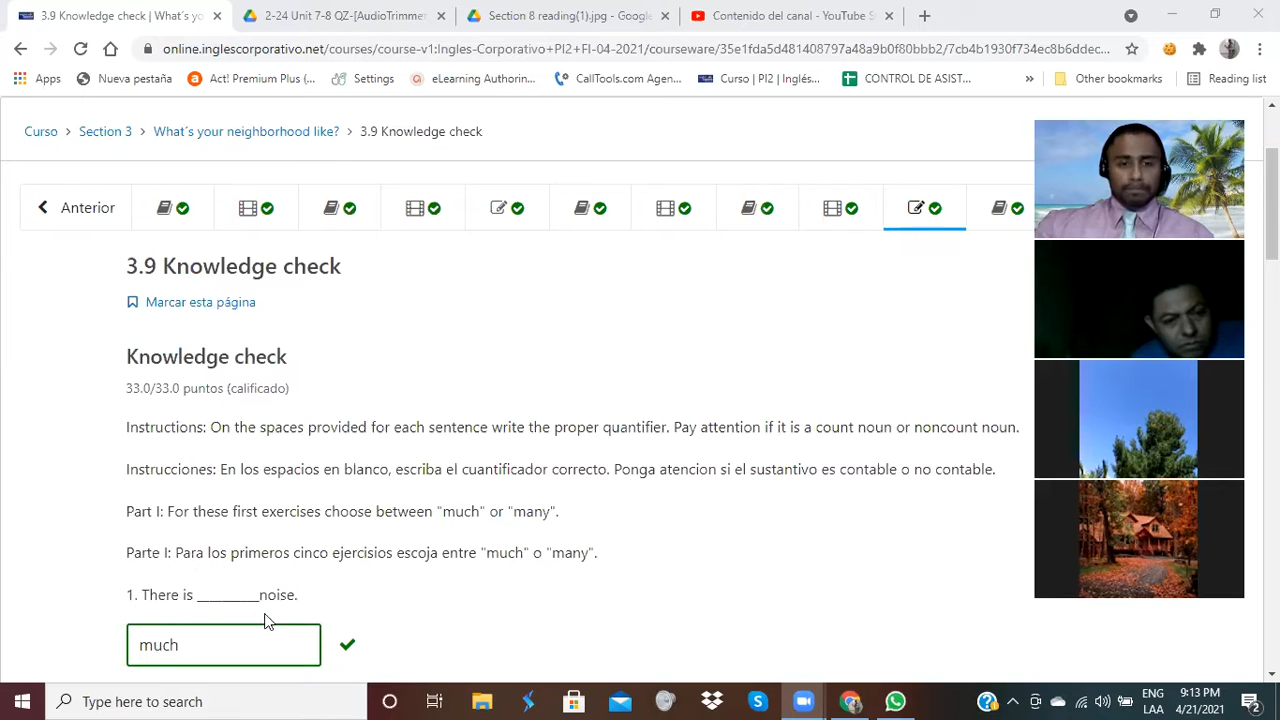 3.9 Knowledge check | What's yo
2-24 Unit 7-8 QZ-[AudioTrimmer
Section 8 reading(1).jpg - Google
Contenido del canal - YouTube S
online.inglescorporativo.net/courses/course-v1:Ingles-Corporativo+PI2+FI-04-2021/courseware/35e1fda5d481408797a48a9b0f80bbb2/7cb4b1930f734ec8b6ddec...
Apps
Nueva pestaña
Act! Premium Plus (...
Settings
eLearning Authorin...
CallTools.com Agen...
Curso | PI2 | Inglés...
CONTROL DE ASIST...
»
Other bookmarks
Reading list
Curso > Section 3 > What´s your neighborhood like? > 3.9 Knowledge check
Anterior
3.9 Knowledge check
Marcar esta página
Knowledge check
33.0/33.0 puntos (calificado)
Instructions: On the spaces provided for each sentence write the proper quantifier. Pay attention if it is a count noun or noncount noun.
Instrucciones: En los espacios en blanco, escriba el cuantificador correcto. Ponga atencion si el sustantivo es contable o no contable.
Part I: For these first exercises choose between "much" or "many".
Parte I: Para los primeros cinco ejercisios escoja entre "much" o "many".
1. There is __________noise.
much
Type here to search
ENG
LAA
9:13 PM
4/21/2021
2